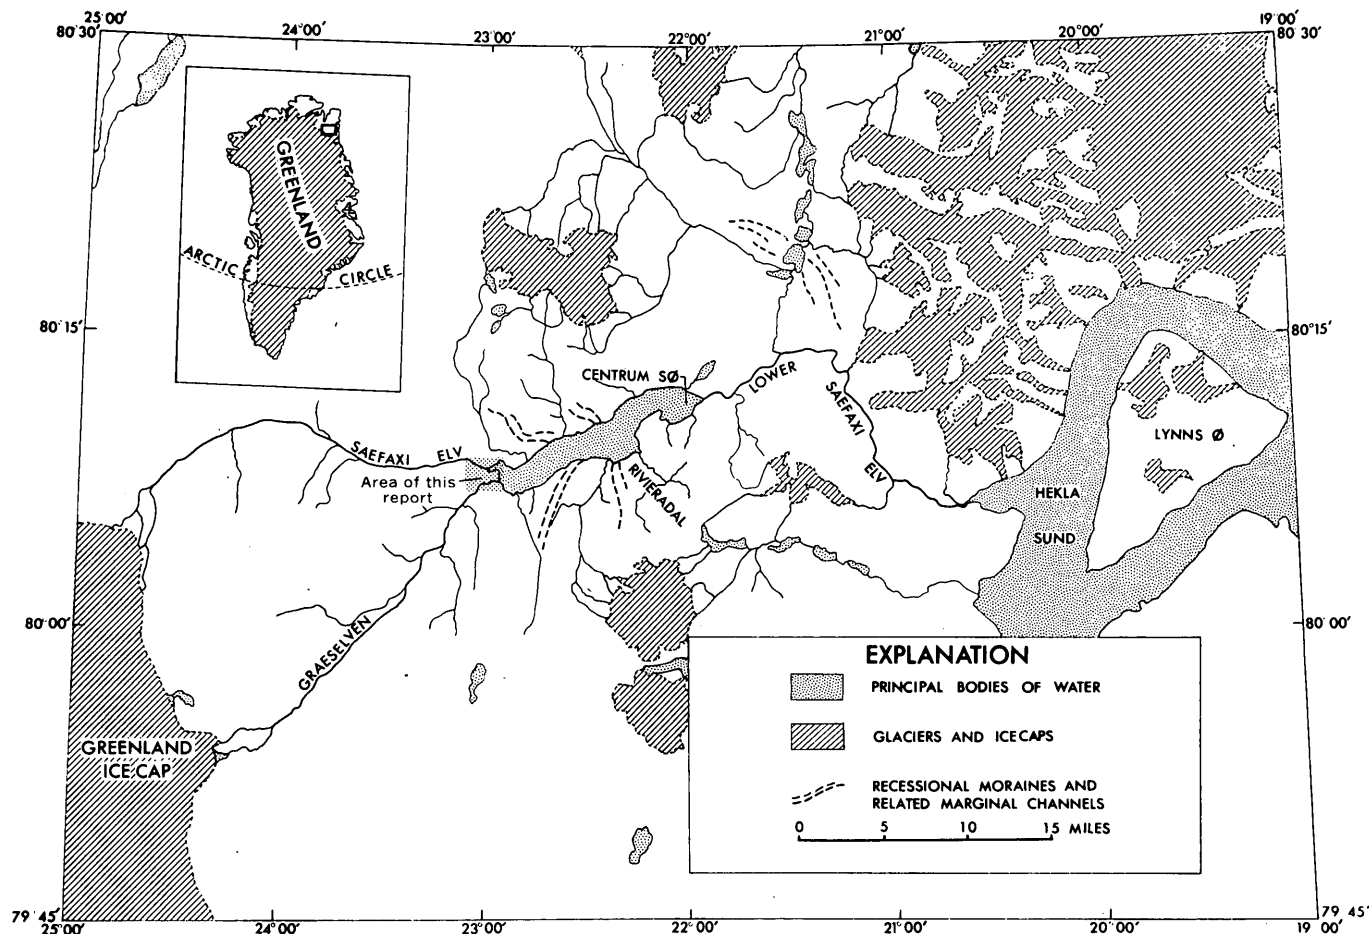 25°00'
24°00'
23°00'
22°00'
21°00'
20°00'
19°00'
80°30'
80°30'
GREENLAND
ARCTIC CIRCLE
80°15'
80°15'
CENTRUM SØ
LOWER SAEFAXI ELV
LYNNS Ø
SAEFAXI ELV
Area of this
report
RIVIERADAL
HEKLA
SUND
80°00'
80°00'
GRAESELVEN
GREENLAND
ICE CAP
EXPLANATION
PRINCIPAL BODIES OF WATER
GLACIERS AND ICECAPS
RECESSIONAL MORAINES AND
RELATED MARGINAL CHANNELS
0 5 10 15 MILES
79°45'
79°45'
25°00'
24°00'
23°00'
22°00'
21°00'
20°00'
19°00'